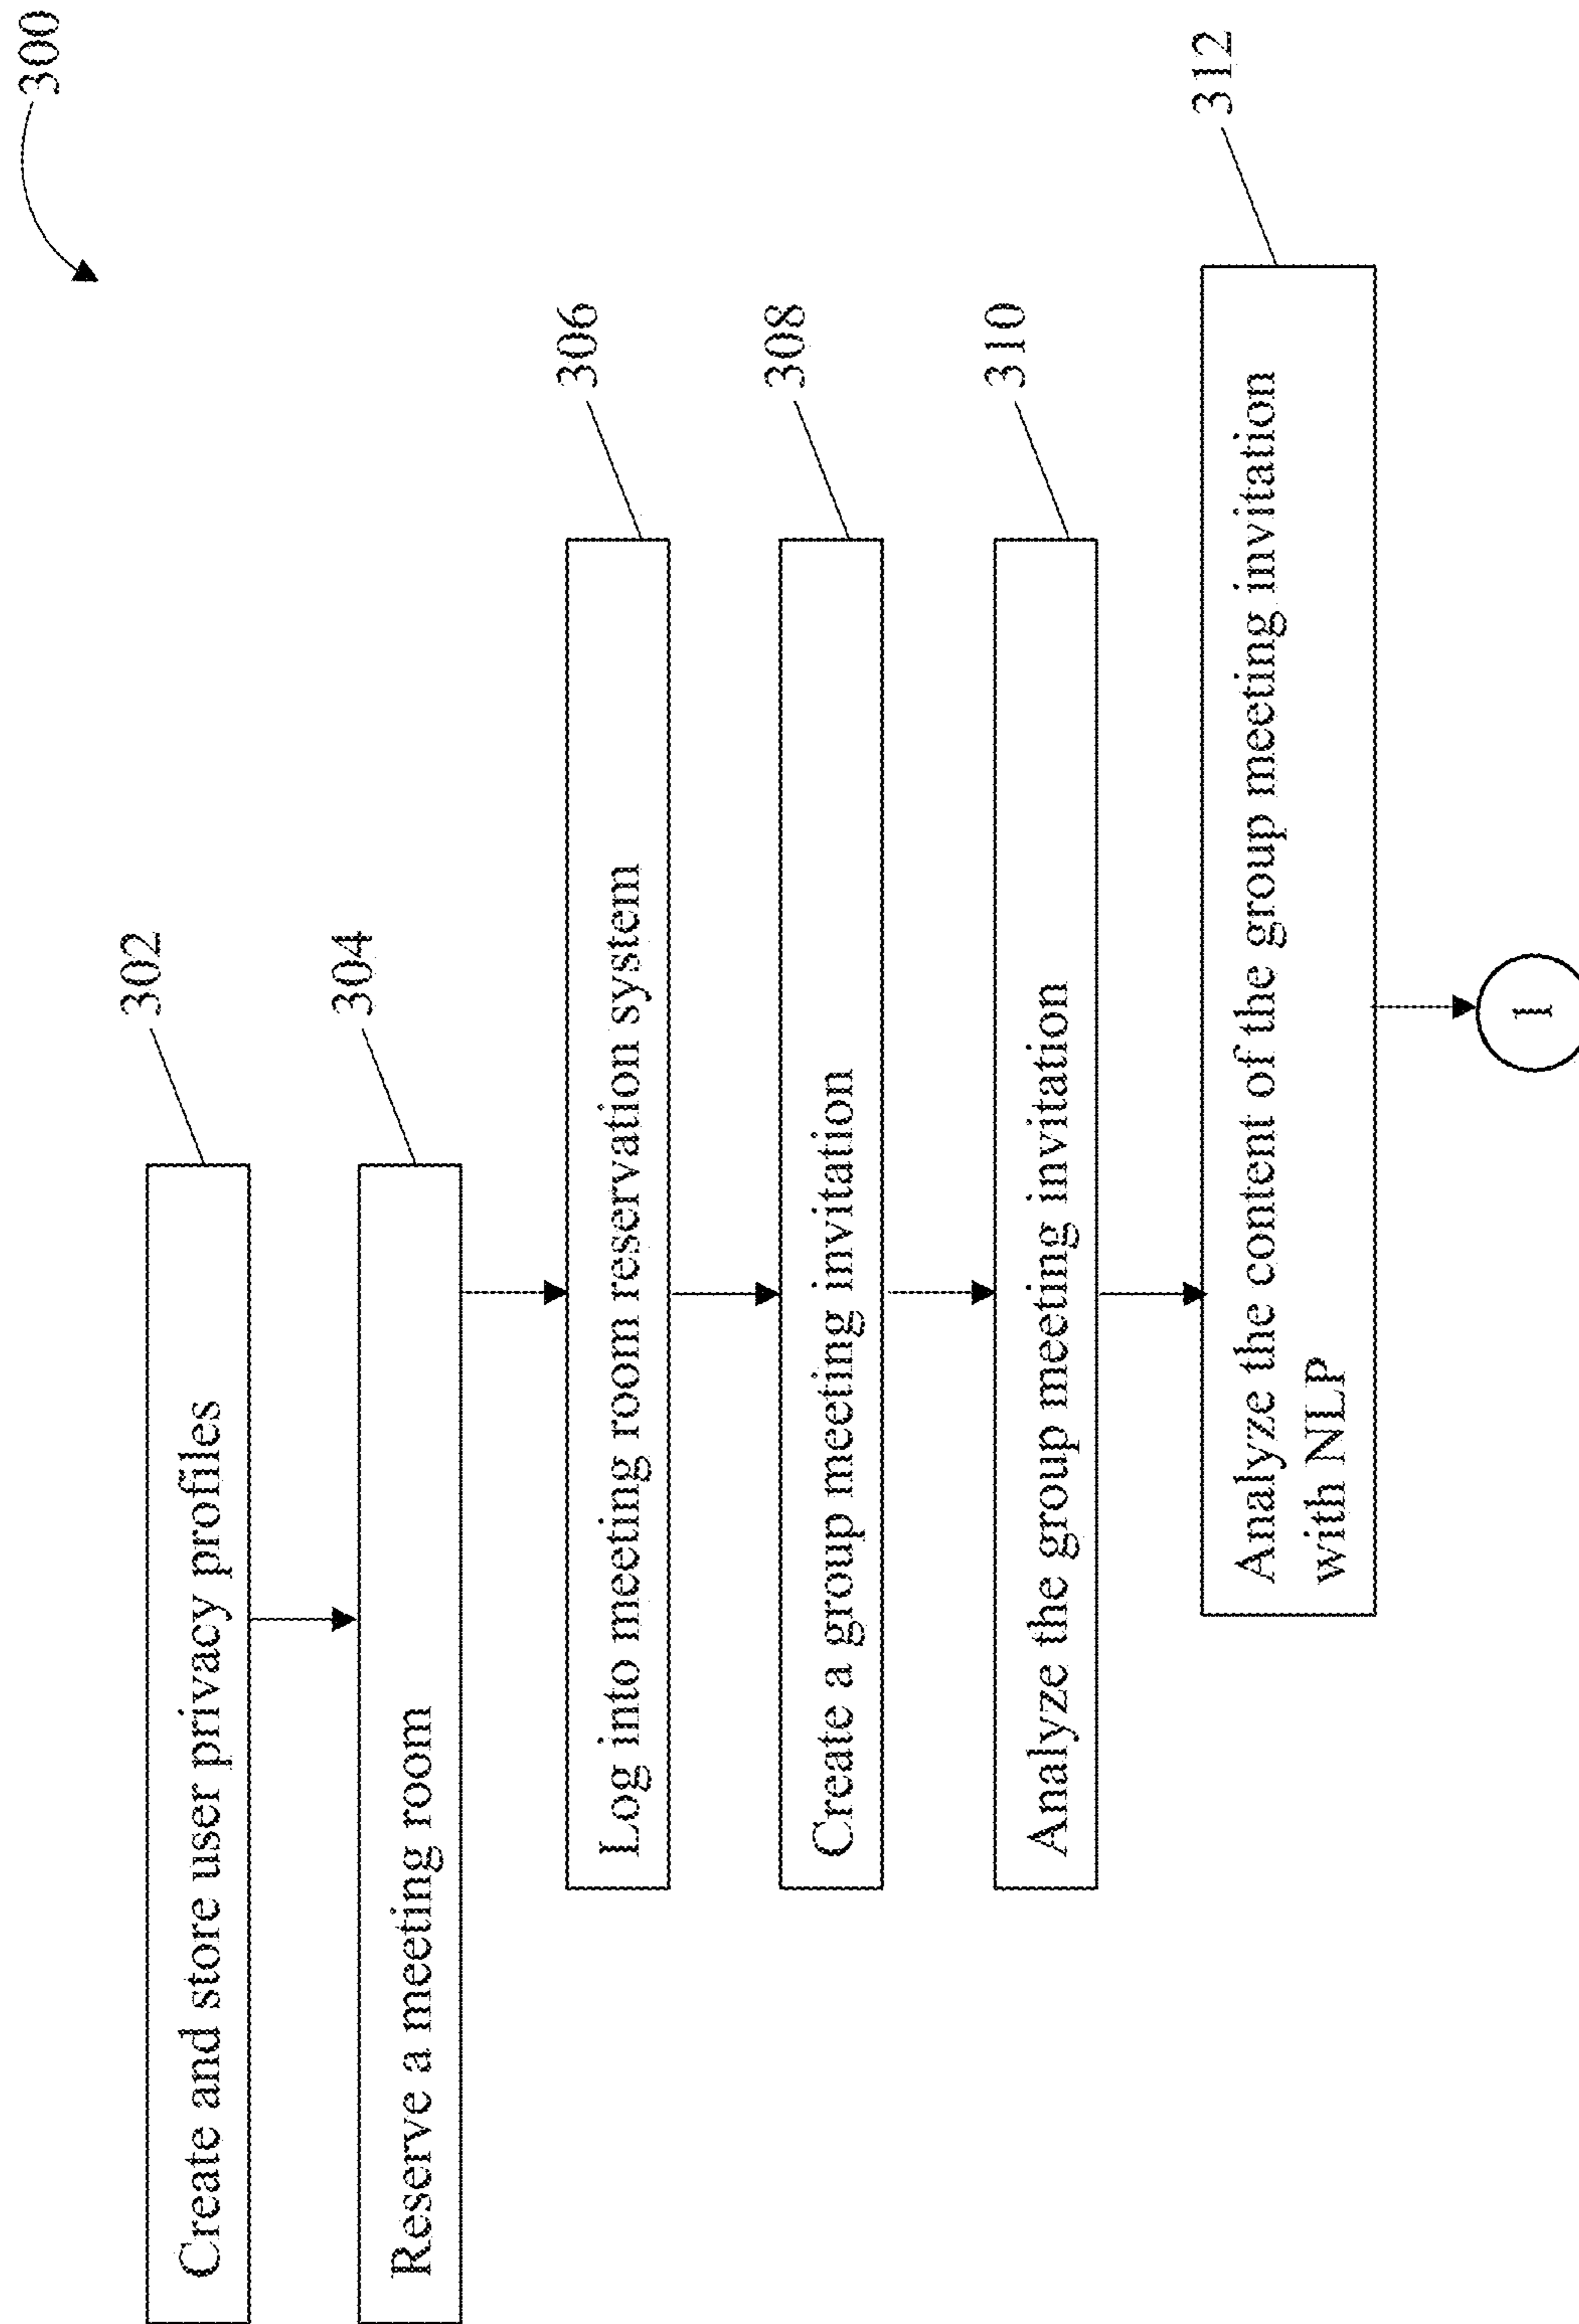 300
Create and store user privacy profiles
302
Reserve a meeting room
304
Log into meeting room reservation system
306
Create a group meeting invitation
308
Analyze the group meeting invitation
310
Analyze the content of the group meeting invitation
with NLP
312
1